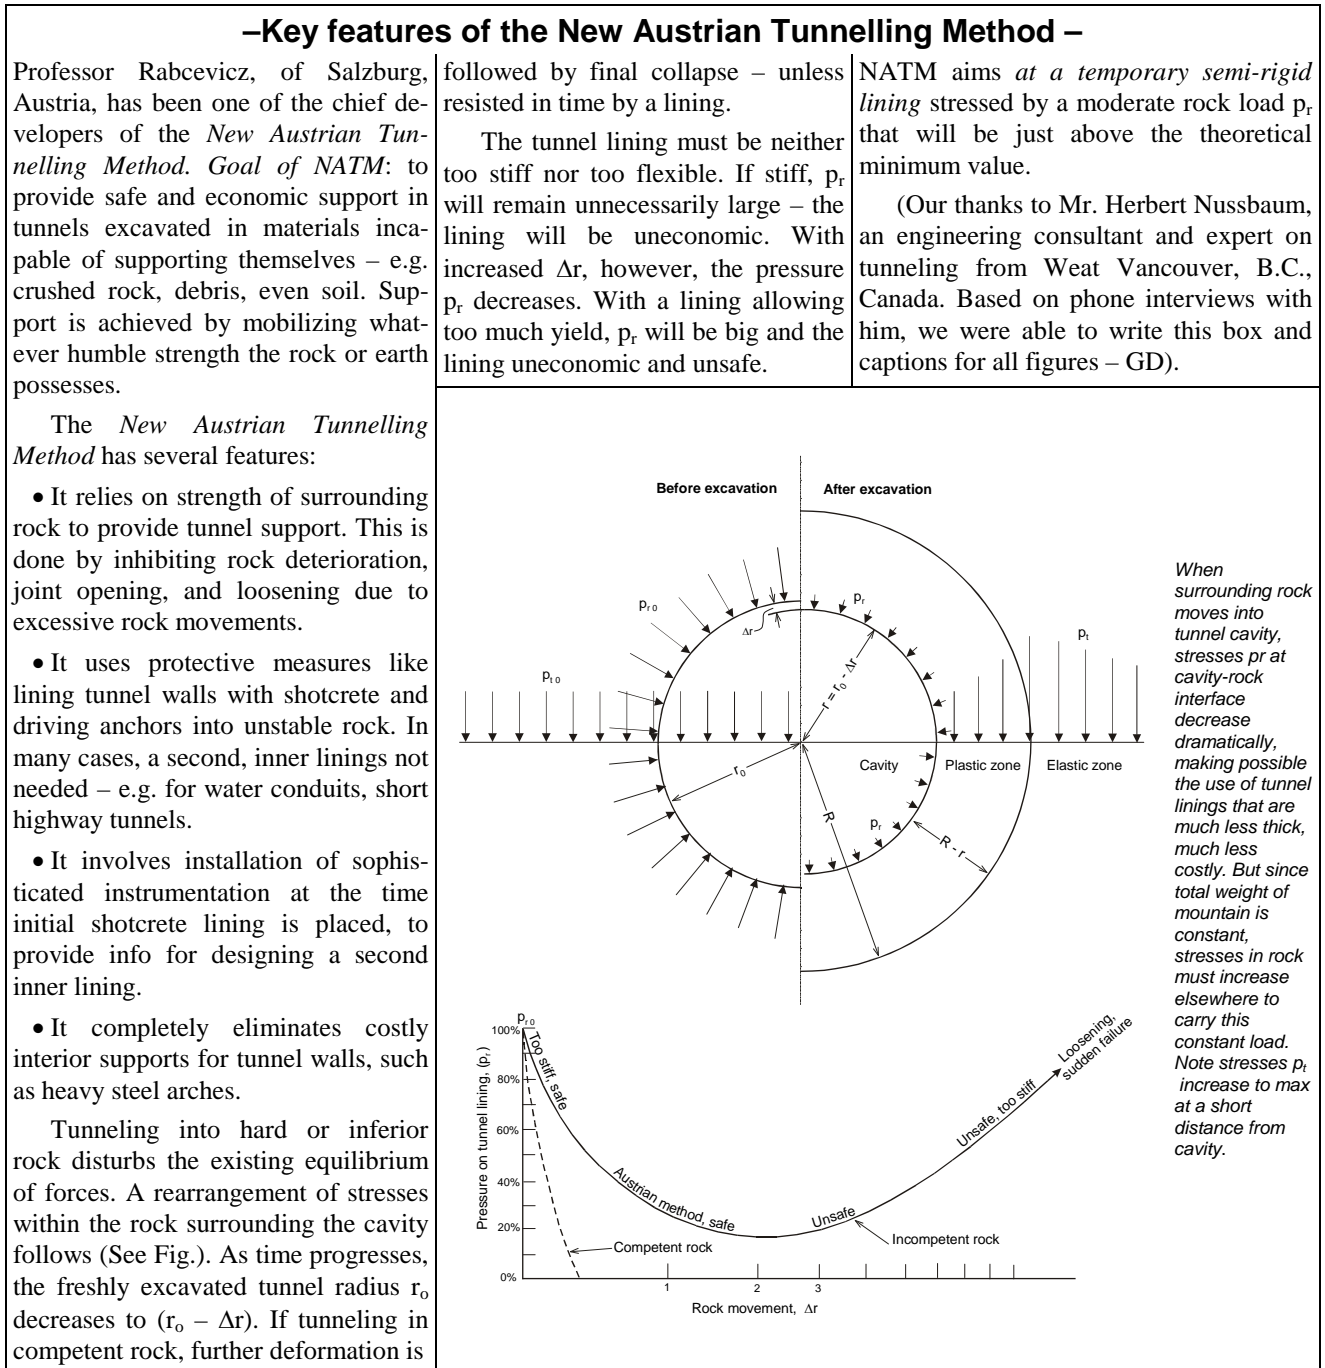 –Key features of the New Austrian Tunnelling Method –
Professor Rabcevicz, of Salzburg,
Austria, has been one of the chief de-
velopers of the New Austrian Tun-
nelling Method. Goal of NATM: to
provide safe and economic support in
tunnels excavated in materials inca-
pable of supporting themselves – e.g.
crushed rock, debris, even soil. Sup-
port is achieved by mobilizing what-
ever humble strength the rock or earth
possesses.
The New Austrian Tunnelling
Method has several features:
• It relies on strength of surrounding
rock to provide tunnel support. This is
done by inhibiting rock deterioration,
joint opening, and loosening due to
excessive rock movements.
• It uses protective measures like
lining tunnel walls with shotcrete and
driving anchors into unstable rock. In
many cases, a second, inner linings not
needed – e.g. for water conduits, short
highway tunnels.
• It involves installation of sophis-
ticated instrumentation at the time
initial shotcrete lining is placed, to
provide info for designing a second
inner lining.
• It completely eliminates costly
interior supports for tunnel walls, such
as heavy steel arches.
Tunneling into hard or inferior
rock disturbs the existing equilibrium
of forces. A rearrangement of stresses
within the rock surrounding the cavity
follows (See Fig.). As time progresses,
the freshly excavated tunnel radius ro
decreases to (ro – Δr). If tunneling in
competent rock, further deformation is
followed by final collapse – unless
resisted in time by a lining.
The tunnel lining must be neither
too stiff nor too flexible. If stiff, pr
will remain unnecessarily large – the
lining will be uneconomic. With
increased Δr, however, the pressure
pr decreases. With a lining allowing
too much yield, pr will be big and the
lining uneconomic and unsafe.
NATM aims at a temporary semi-rigid
lining stressed by a moderate rock load pr
that will be just above the theoretical
minimum value.
(Our thanks to Mr. Herbert Nussbaum,
an engineering consultant and expert on
tunneling from Weat Vancouver, B.C.,
Canada. Based on phone interviews with
him, we were able to write this box and
captions for all figures – GD).
Before excavation
After excavation
pr0
Δr
pr
pt0
pt
r = r0 - Δr
r0
Cavity
Plastic zone
Elastic zone
R
pr
R - r
When
surrounding rock
moves into
tunnel cavity,
stresses pr at
cavity-rock
interface
decrease
dramatically,
making possible
the use of tunnel
linings that are
much less thick,
much less
costly. But since
total weight of
mountain is
constant,
stresses in rock
must increase
elsewhere to
carry this
constant load.
Note stresses pt
increase to max
at a short
distance from
cavity.
pr0
100%
80%
60%
40%
20%
0%
Pressure on tunnel lining, (pr)
Too stiff, safe
Austrian method, safe
Unsafe
Unsafe, too stiff
Loosening,
sudden failure
Competent rock
Incompetent rock
1
2
3
Rock movement, Δr